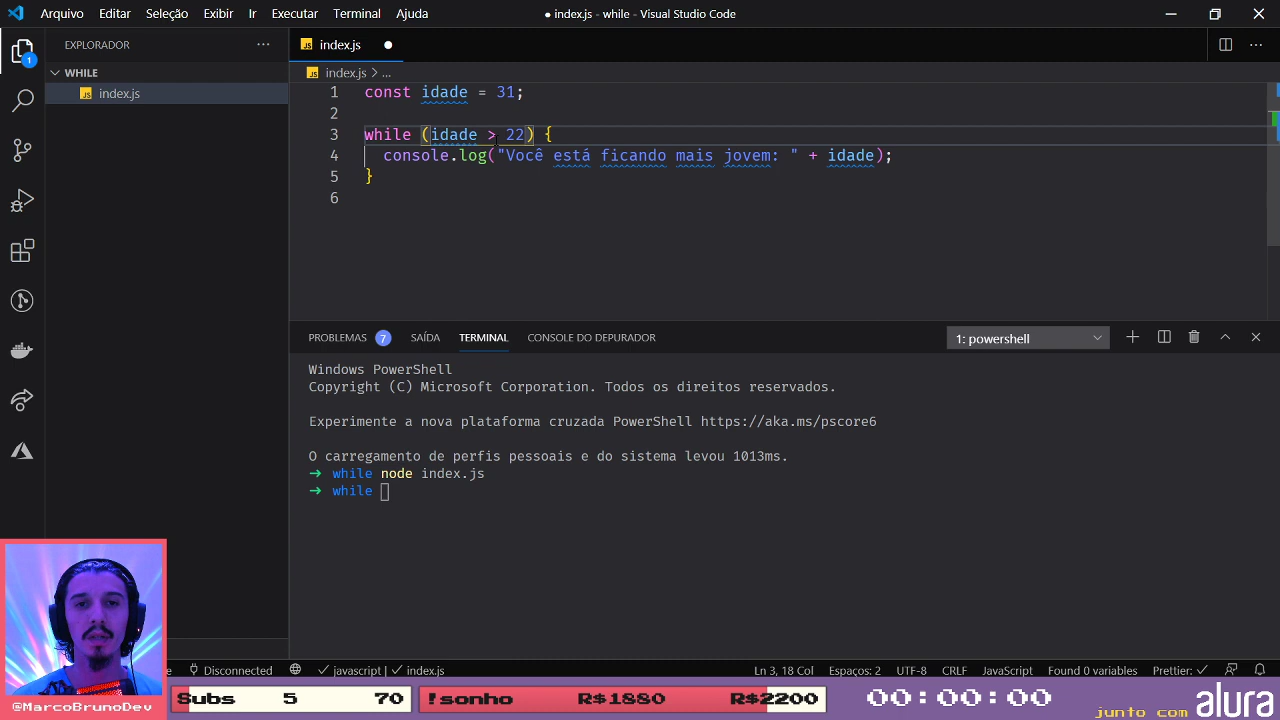 Arquivo Editar Seleção Exibir Ir Executar Terminal Ajuda
● index.js - while - Visual Studio Code
EXPLORADOR
WHILE
JS index.js
1
JS index.js
JS index.js > ...
1 const idade = 31;
2
3 while (idade > 22) {
4 console.log("Você está ficando mais jovem: " + idade);
5 }
6
PROBLEMAS 7 SAÍDA TERMINAL CONSOLE DO DEPURADOR
1: powershell
Windows PowerShell
Copyright (C) Microsoft Corporation. Todos os direitos reservados.
Experimente a nova plataforma cruzada PowerShell https://aka.ms/pscore6
O carregamento de perfis pessoais e do sistema levou 1013ms.
➜ while node index.js
➜ while
Disconnected
✓ javascript | ✓ index.js
Ln 3, 18 Col Espaços: 2 UTF-8 CRLF JavaScript Found 0 variables Prettier: ✓
@MarcoBrunoDev
Subs 5 70
!sonho R$1880 R$2200
00:00:00
junto com alura